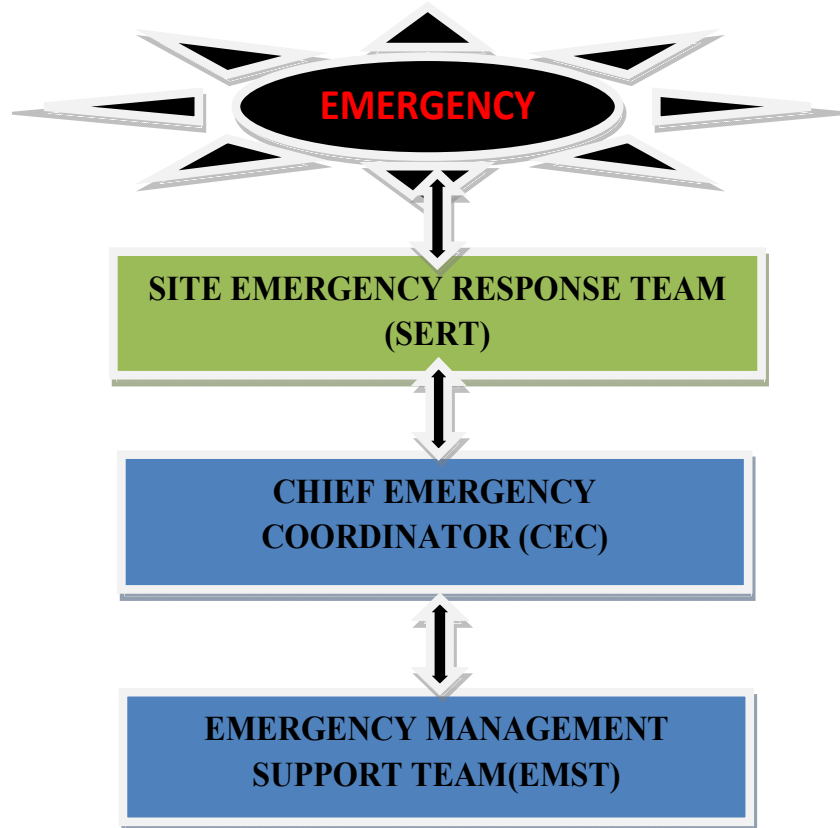 EMERGENCY
SITE EMERGENCY RESPONSE TEAM
(SERT)
CHIEF EMERGENCY
COORDINATOR (CEC)
EMERGENCY MANAGEMENT
SUPPORT TEAM(EMST)